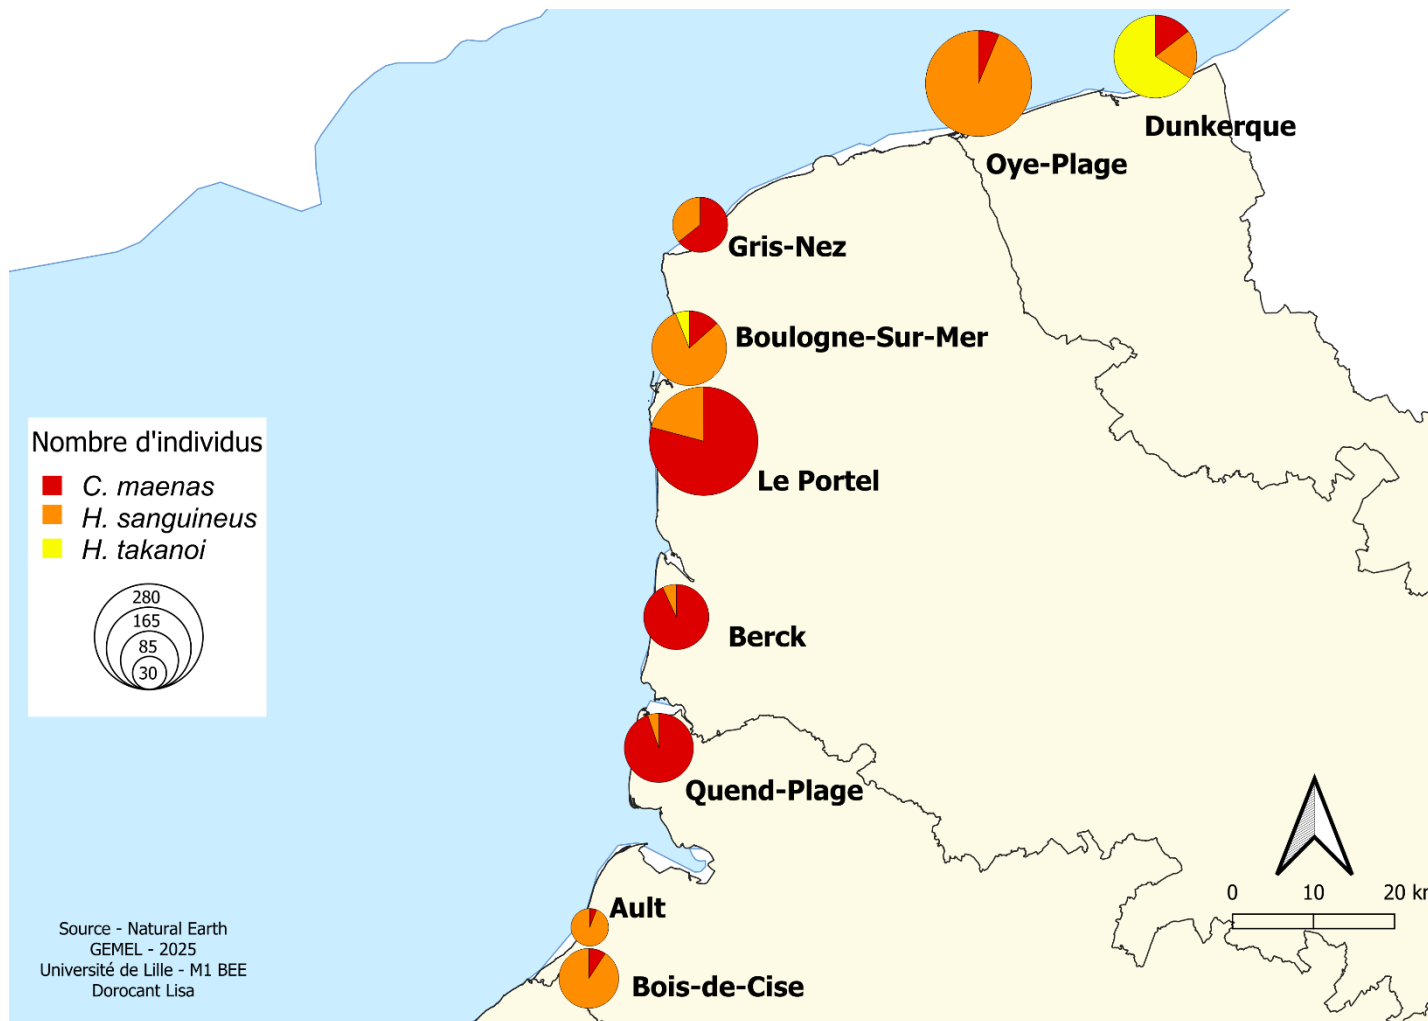 Dunkerque
Oye-Plage
Gris-Nez
Boulogne-Sur-Mer
Le Portel
Nombre d'individus
C. maenas
H. sanguineus
H. takanoi
280
165
85
30
Berck
Quend-Plage
Ault
Bois-de-Cise
0 10 20 km
Source - Natural Earth
GEMEL - 2025
Université de Lille - M1 BEE
Dorocant Lisa